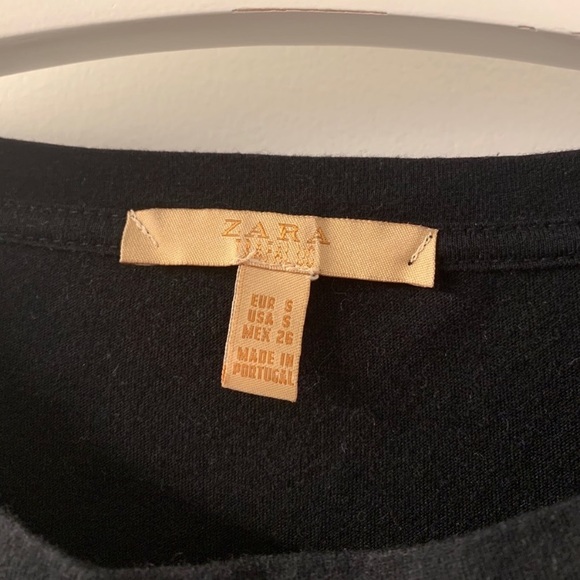 ZARA
EUR S
USA S
MEX 26
MADE IN
PORTUGAL